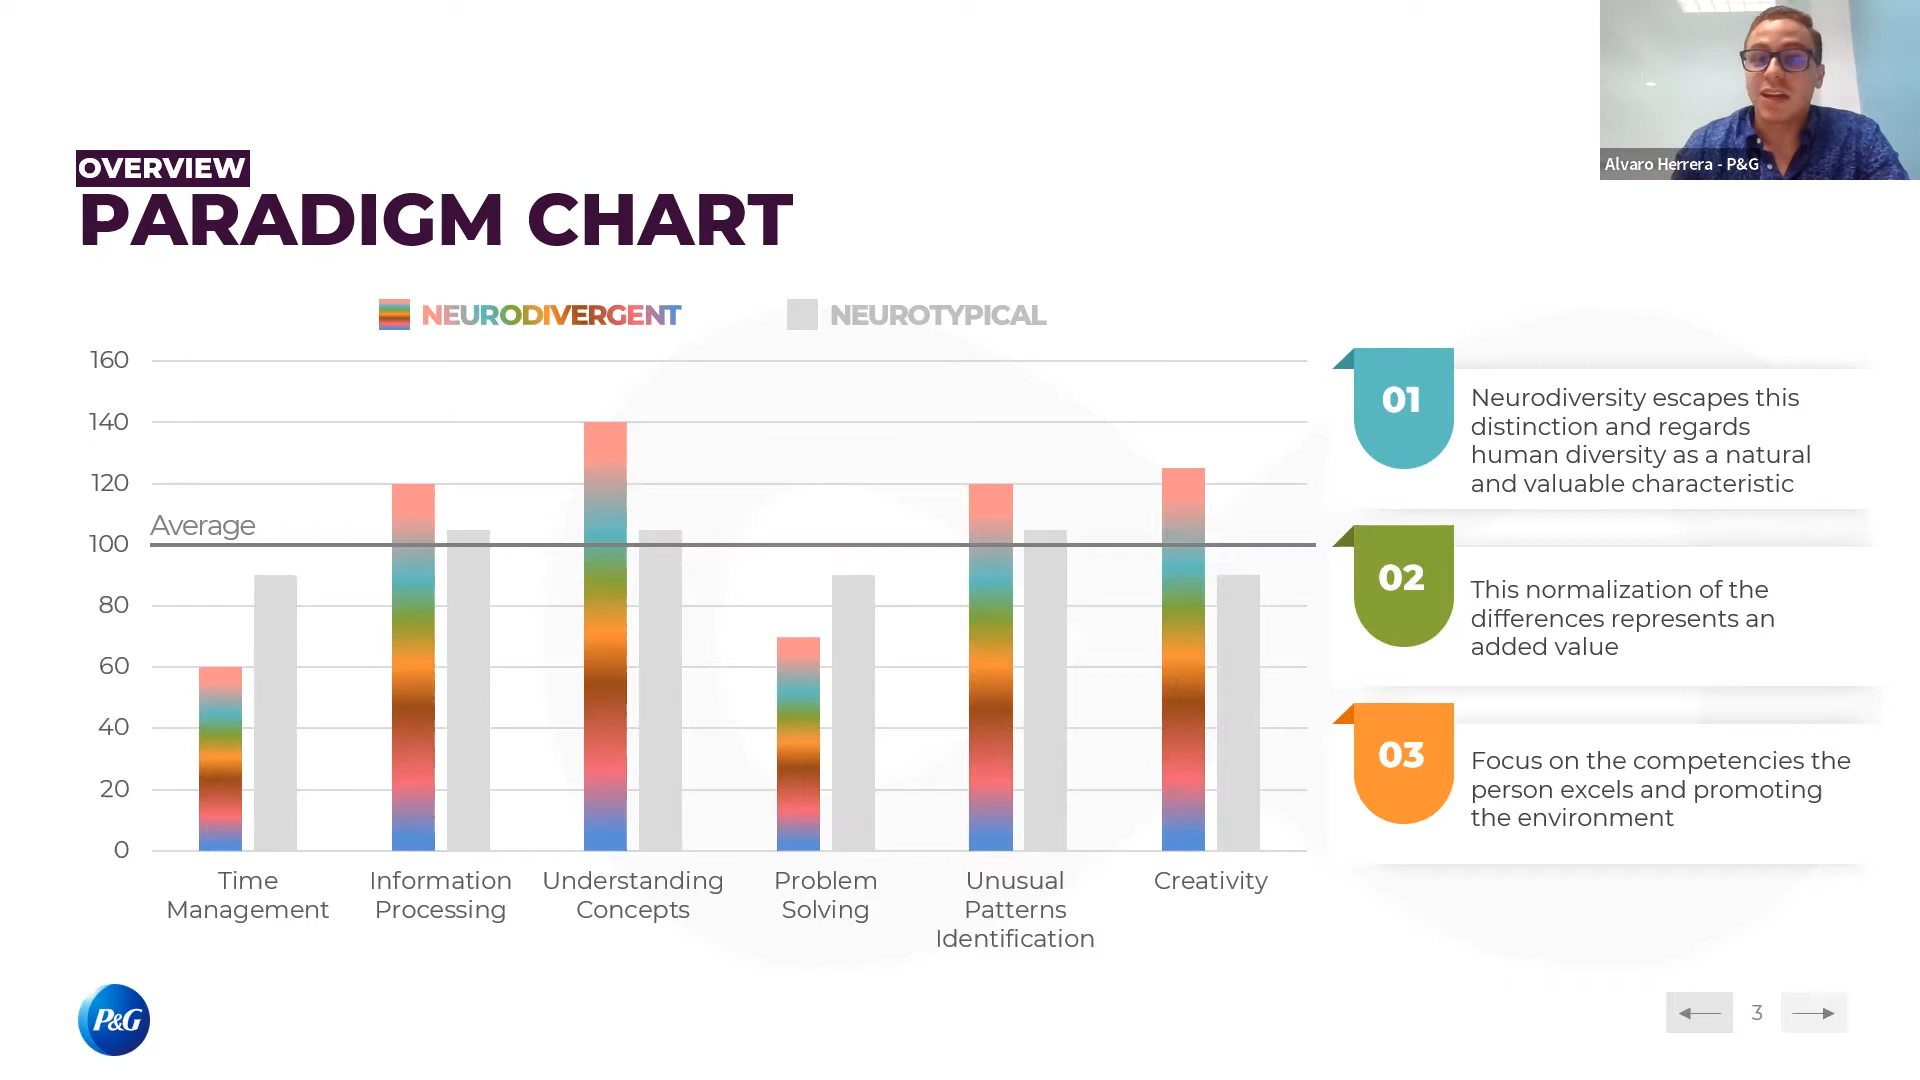 Alvaro Herrera - P&G
OVERVIEW
PARADIGM CHART
NEURODIVERGENT
NEUROTYPICAL
160
140
120
Average
100
80
60
40
20
0
Time
Management
Information
Processing
Understanding
Concepts
Problem
Solving
Unusual
Patterns
Identification
Creativity
01
Neurodiversity escapes this
distinction and regards
human diversity as a natural
and valuable characteristic
02
This normalization of the
differences represents an
added value
03
Focus on the competencies the
person excels and promoting
the environment
P&G
3